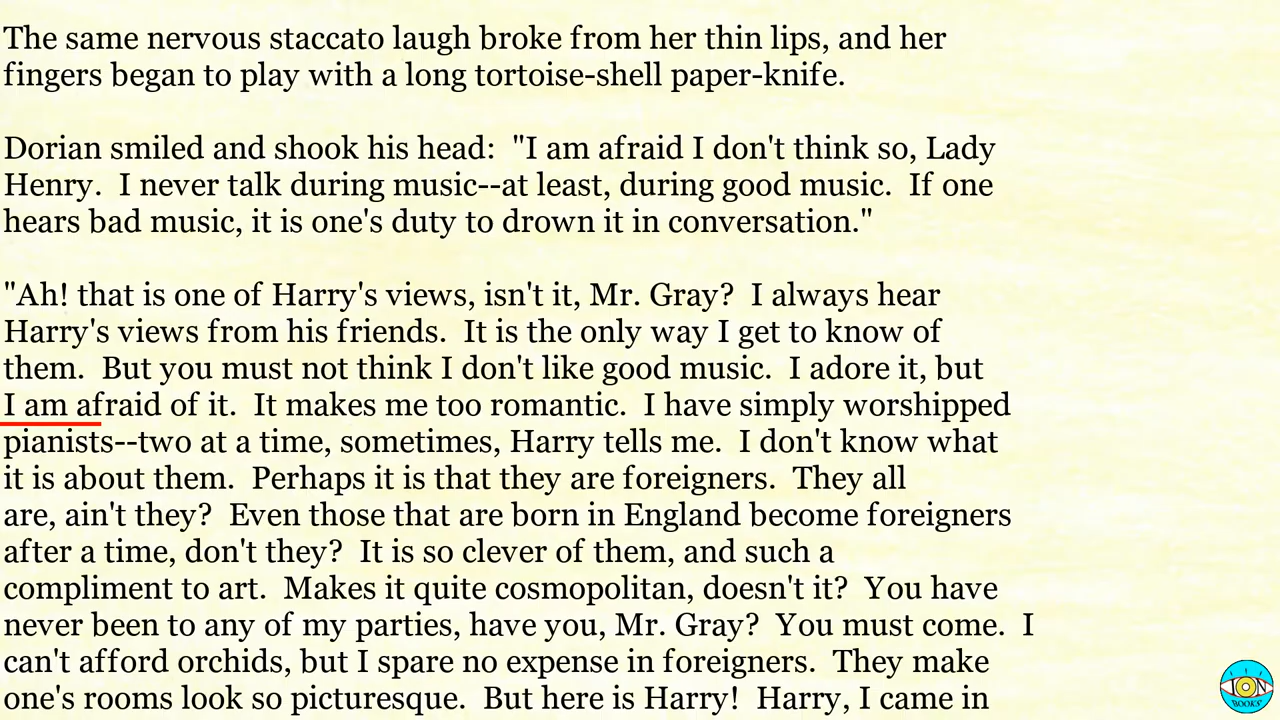 The same nervous staccato laugh broke from her thin lips, and her
fingers began to play with a long tortoise-shell paper-knife.
Dorian smiled and shook his head:  "I am afraid I don't think so, Lady
Henry.  I never talk during music--at least, during good music.  If one
hears bad music, it is one's duty to drown it in conversation."
"Ah! that is one of Harry's views, isn't it, Mr. Gray?  I always hear
Harry's views from his friends.  It is the only way I get to know of
them.  But you must not think I don't like good music.  I adore it, but
I am afraid of it.  It makes me too romantic.  I have simply worshipped
pianists--two at a time, sometimes, Harry tells me.  I don't know what
it is about them.  Perhaps it is that they are foreigners.  They all
are, ain't they?  Even those that are born in England become foreigners
after a time, don't they?  It is so clever of them, and such a
compliment to art.  Makes it quite cosmopolitan, doesn't it?  You have
never been to any of my parties, have you, Mr. Gray?  You must come.  I
can't afford orchids, but I spare no expense in foreigners.  They make
one's rooms look so picturesque.  But here is Harry!  Harry, I came in
ION
BOOKS